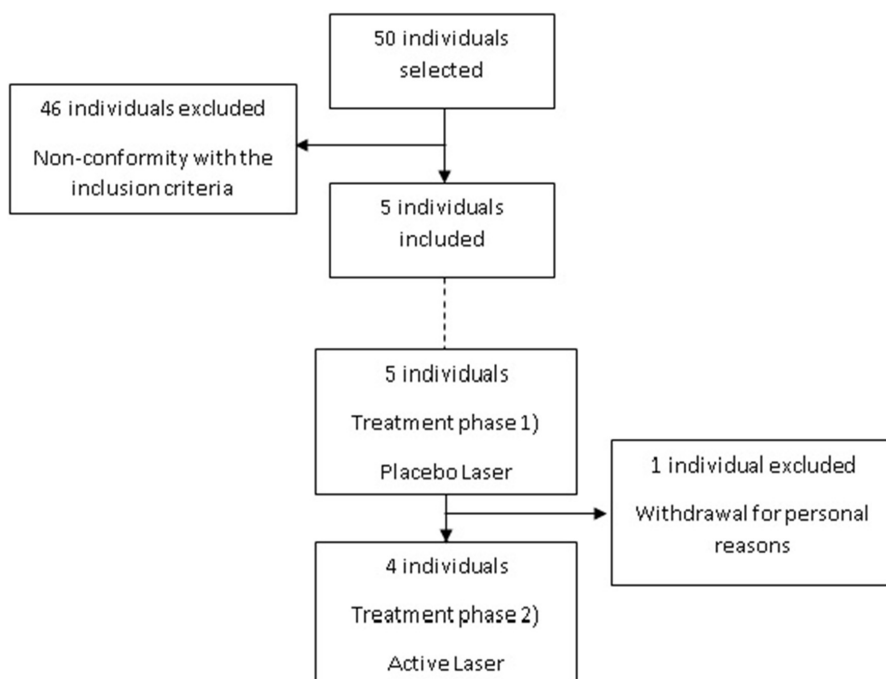 50 individuals
selected
46 individuals excluded
Non-conformity with the
inclusion criteria
5 individuals
included
5 individuals
Treatment phase 1)
Placebo Laser
1 individual excluded
Withdrawal for personal
reasons
4 individuals
Treatment phase 2)
Active Laser